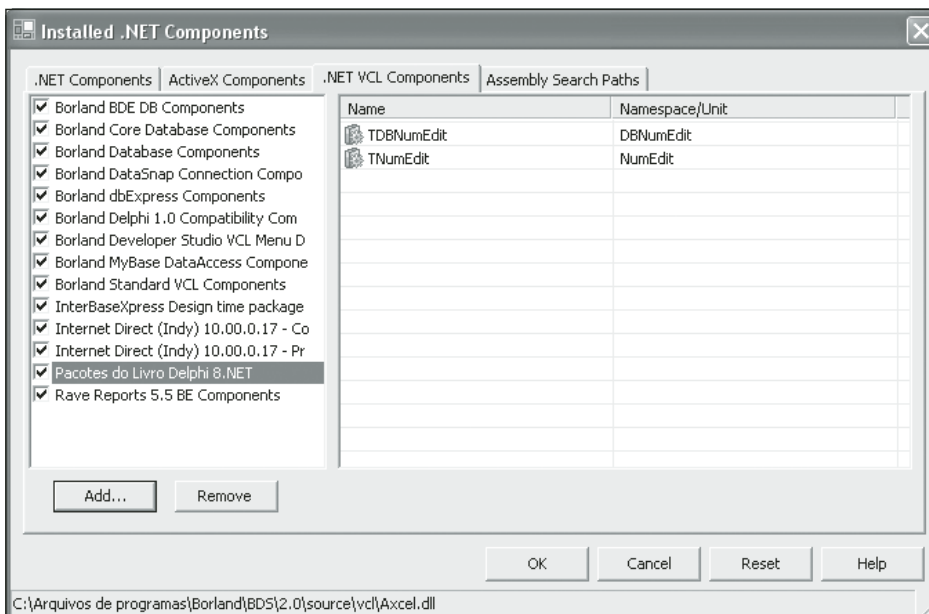 Installed .NET Components
.NET Components ActiveX Components .NET VCL Components Assembly Search Paths
Borland BDE DB Components
Borland Core Database Components
Borland Database Components
Borland DataSnap Connection Compo
Borland dbExpress Components
Borland Delphi 1.0 Compatibility Com
Borland Developer Studio VCL Menu D
Borland MyBase DataAccess Compone
Borland Standard VCL Components
InterBaseXpress Design time package
Internet Direct (Indy) 10.00.0.17 - Co
Internet Direct (Indy) 10.00.0.17 - Pr
Pacotes do Livro Delphi 8.NET
Rave Reports 5.5 BE Components
Name Namespace/Unit
TDBNumEdit DBNumEdit
TNumEdit NumEdit
Add... Remove
OK Cancel Reset Help
C:\Arquivos de programas\Borland\BDS\2.0\source\vcl\Axcel.dll